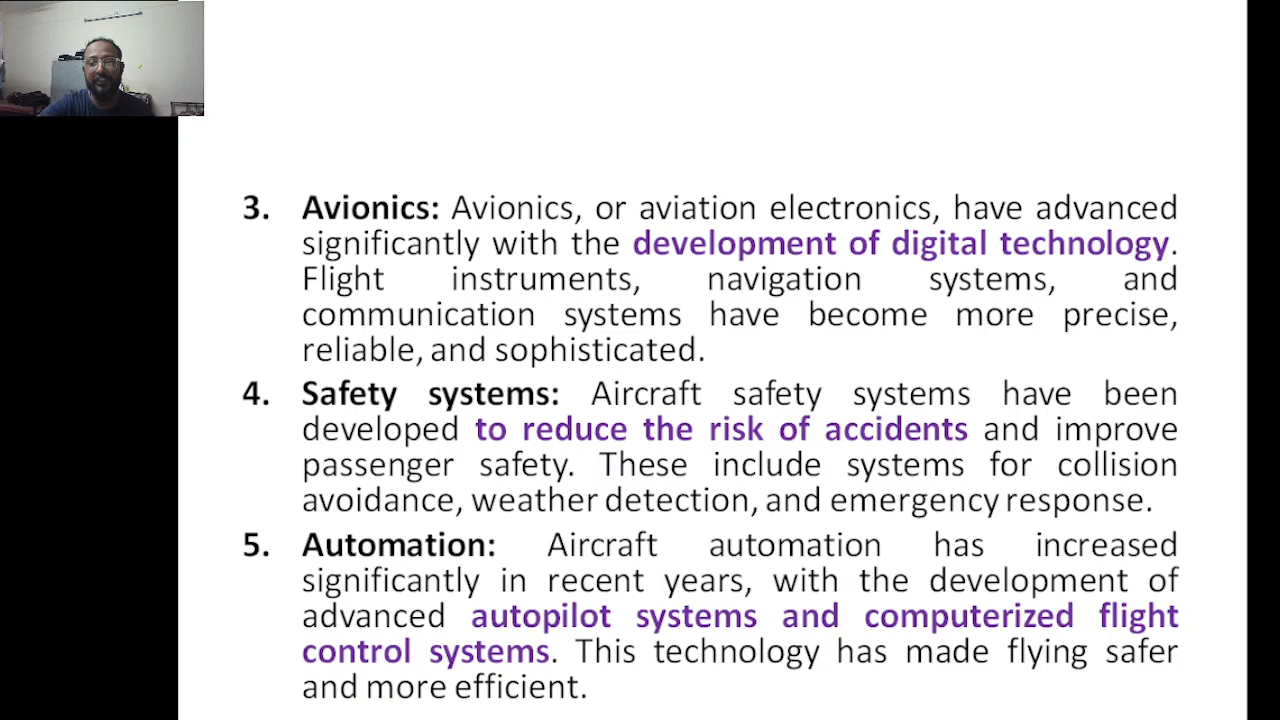 3. Avionics: Avionics, or aviation electronics, have advanced
significantly with the development of digital technology.
Flight instruments, navigation systems, and
communication systems have become more precise,
reliable, and sophisticated.
4. Safety systems: Aircraft safety systems have been
developed to reduce the risk of accidents and improve
passenger safety. These include systems for collision
avoidance, weather detection, and emergency response.
5. Automation: Aircraft automation has increased
significantly in recent years, with the development of
advanced autopilot systems and computerized flight
control systems. This technology has made flying safer
and more efficient.